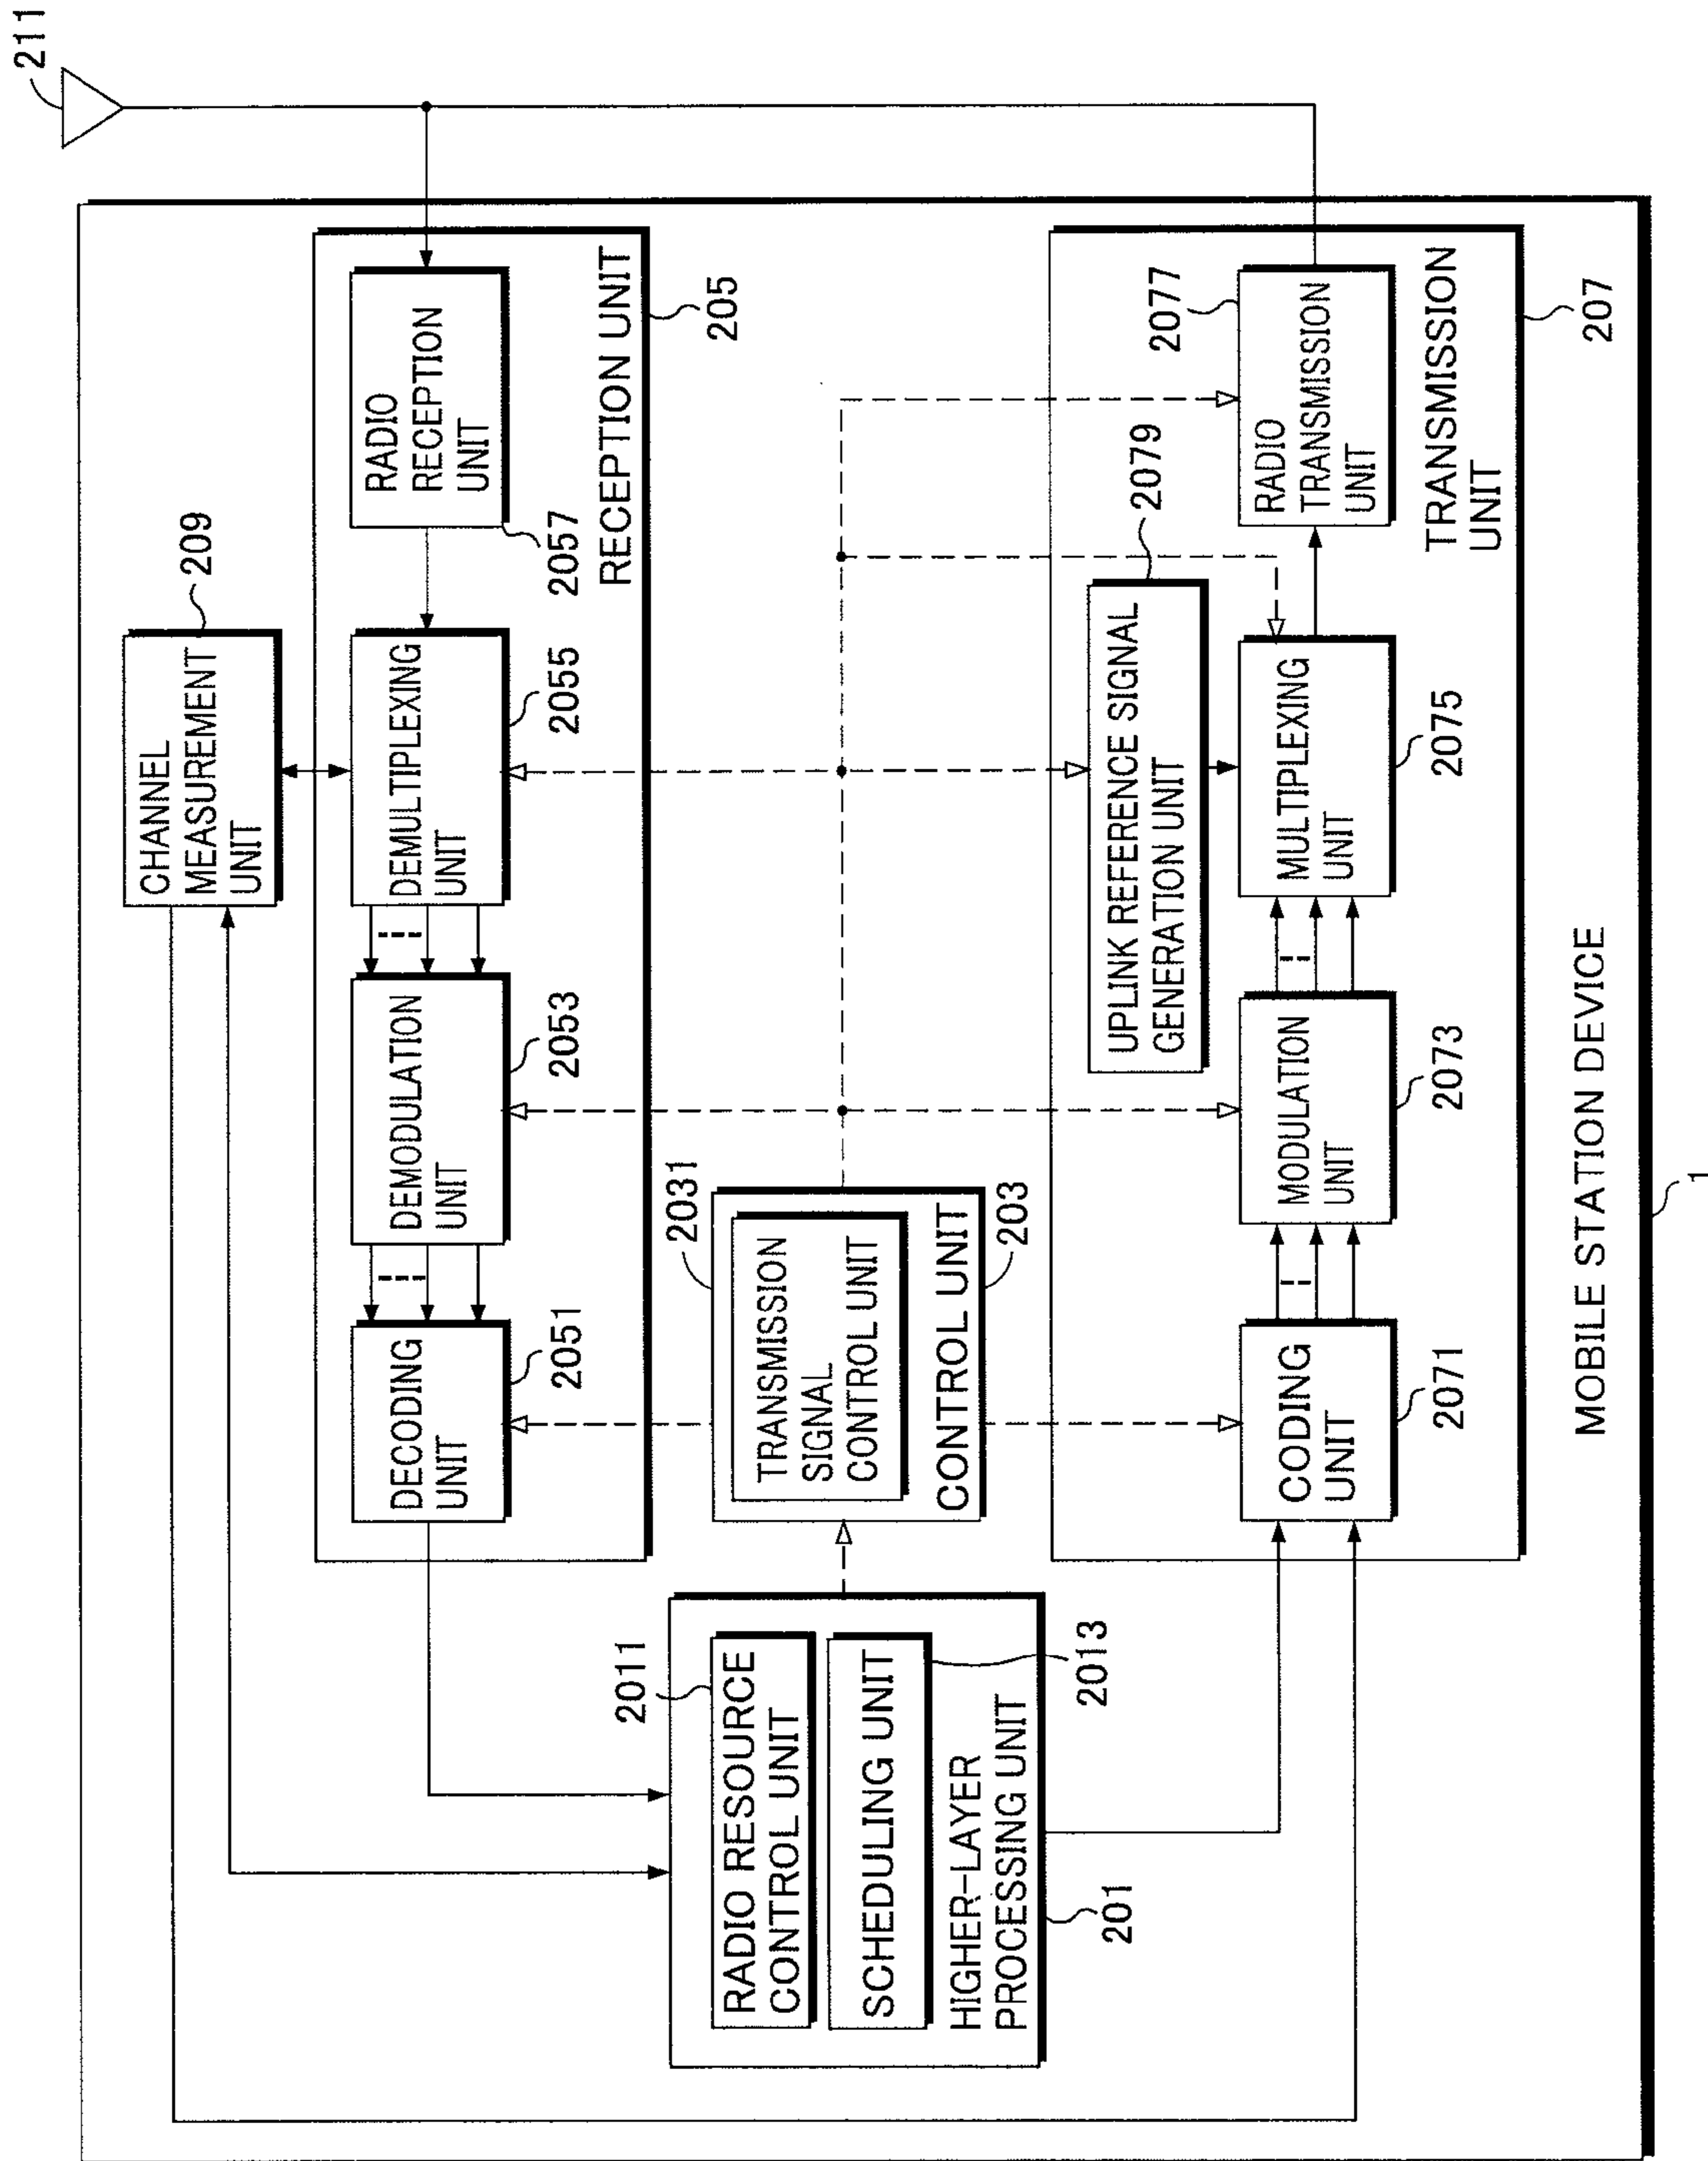 211
CHANNEL
MEASUREMENT
UNIT
209
DECODING
UNIT
2051
DEMODULATION
UNIT
2053
DEMULTIPLEXING
UNIT
2055
RADIO
RECEPTION
UNIT
2057
RECEPTION UNIT
205
2011
RADIO RESOURCE
CONTROL UNIT
SCHEDULING UNIT
2013
HIGHER-LAYER
PROCESSING UNIT
201
2031
TRANSMISSION
SIGNAL
CONTROL UNIT
CONTROL UNIT
203
UPLINK REFERENCE SIGNAL
GENERATION UNIT
2079
CODING
UNIT
2071
MODULATION
UNIT
2073
MULTIPLEXING
UNIT
2075
2077
RADIO
TRANSMISSION
UNIT
TRANSMISSION
UNIT
207
MOBILE STATION DEVICE
1